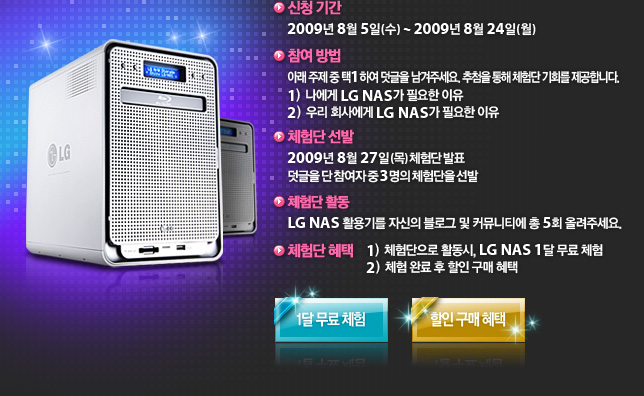 신청 기간
2009년 8월 5일(수) ~ 2009년 8월 24일(월)
참여 방법
아래 주제 중 택1하여 덧글을 남겨주세요. 추첨을 통해 체험단 기회를 제공합니다.
1) 나에게 LG NAS가 필요한 이유
2) 우리 회사에게 LG NAS가 필요한 이유
체험단 선발
2009년 8월 27일(목) 체험단 발표
덧글을 단 참여자 중 3명의 체험단을 선발
체험단 활동
LG NAS 활용기를 자신의 블로그 및 커뮤니티에 총 5회 올려주세요.
체험단 혜택 1) 체험단으로 활동시, LG NAS 1달 무료 체험
2) 체험 완료 후 할인 구매 혜택
1달 무료 체험 할인 구매 혜택
LG